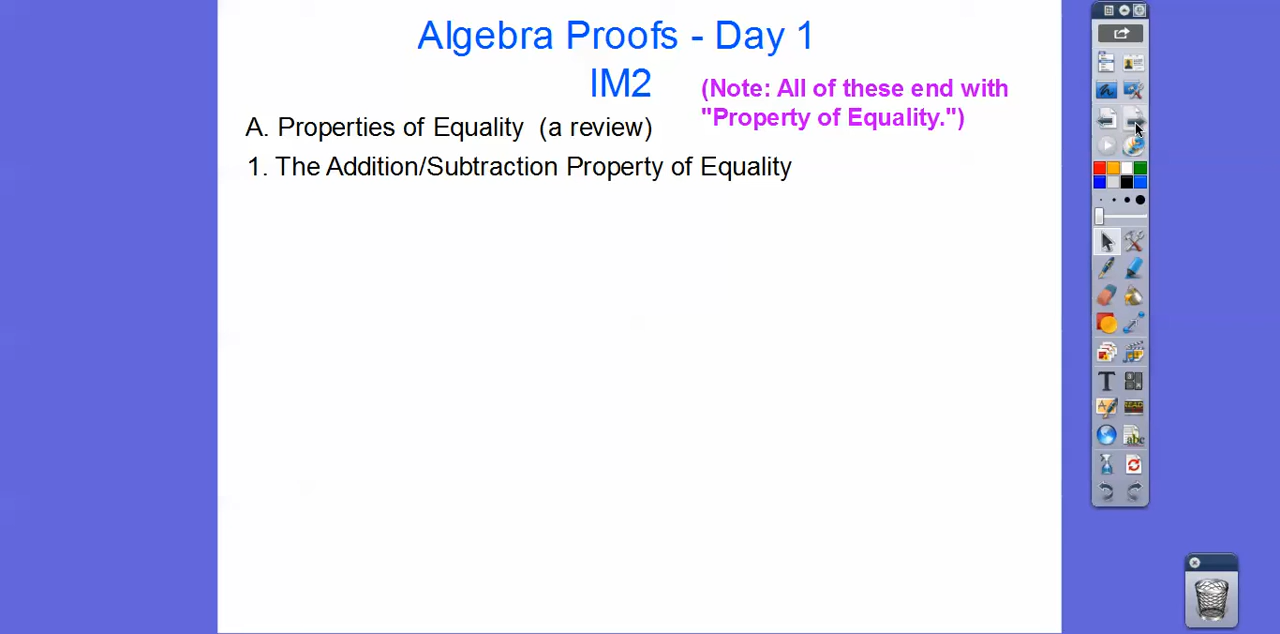 Algebra Proofs - Day 1
IM2
(Note: All of these end with
"Property of Equality.")
A. Properties of Equality (a review)
1. The Addition/Subtraction Property of Equality